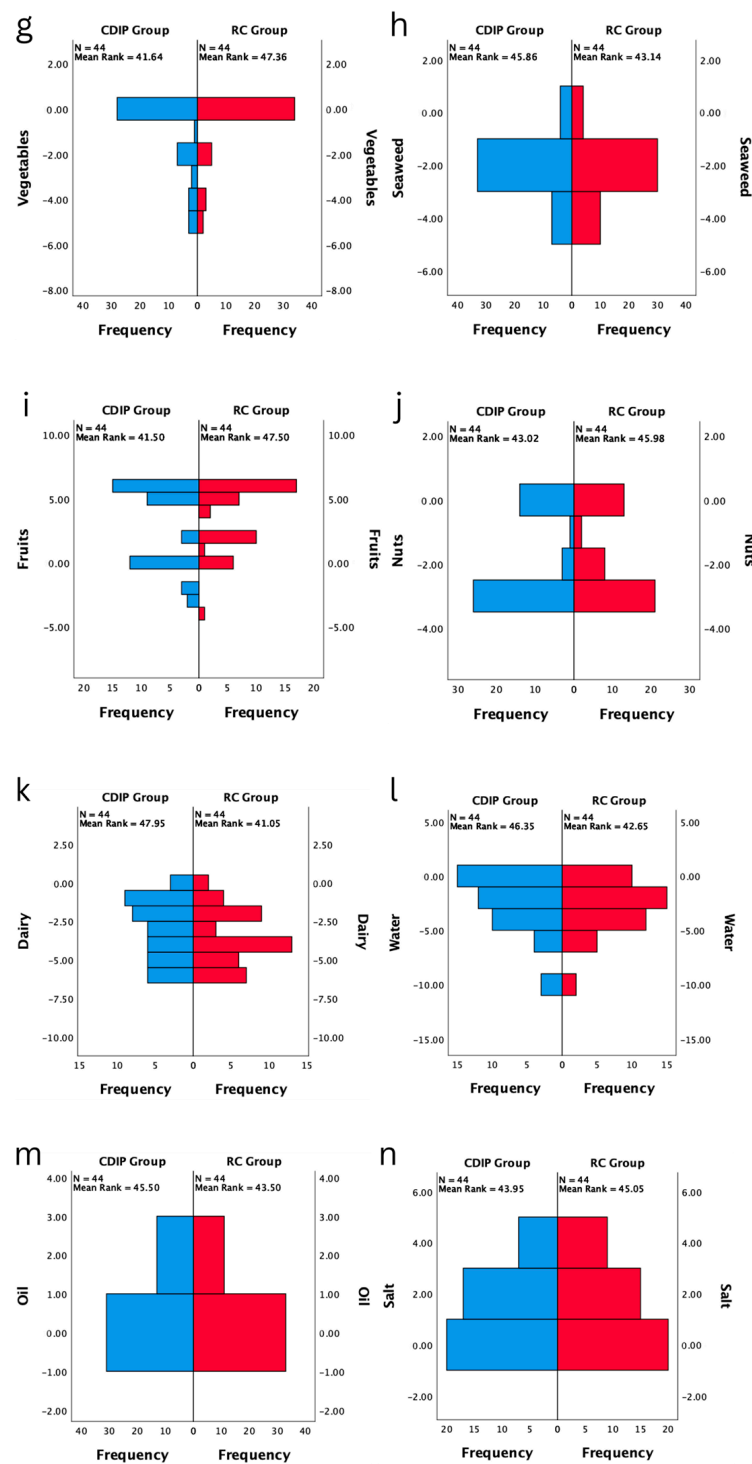 g
CDIP Group RC Group
N = 44 N = 44
Mean Rank = 41.64 Mean Rank = 47.36
2.00 2.00
0.00 0.00
−2.00 −2.00
−4.00 −4.00
−6.00 −6.00
−8.00 −8.00
Vegetables Vegetables
40 30 20 10 0 10 20 30 40
Frequency Frequency
h
CDIP Group RC Group
N = 44 N = 44
Mean Rank = 45.86 Mean Rank = 43.14
2.00 2.00
0.00 0.00
−2.00 −2.00
−4.00 −4.00
−6.00 −6.00
Seaweed Seaweed
40 30 20 10 0 10 20 30 40
Frequency Frequency
i
CDIP Group RC Group
N = 44 N = 44
Mean Rank = 41.50 Mean Rank = 47.50
10.00 10.00
5.00 5.00
0.00 0.00
−5.00 −5.00
Fruits Fruits
20 15 10 5 0 5 10 15 20
Frequency Frequency
j
CDIP Group RC Group
N = 44 N = 44
Mean Rank = 43.02 Mean Rank = 45.98
2.00 2.00
0.00 0.00
−2.00 −2.00
−4.00 −4.00
Nuts Nuts
30 20 10 0 10 20 30
Frequency Frequency
k
CDIP Group RC Group
N = 44 N = 44
Mean Rank = 47.95 Mean Rank = 41.05
2.50 2.50
0.00 0.00
−2.50 −2.50
−5.00 −5.00
−7.50 −7.50
−10.00 −10.00
Dairy Dairy
15 10 5 0 5 10 15
Frequency Frequency
l
CDIP Group RC Group
N = 44 N = 44
Mean Rank = 46.35 Mean Rank = 42.65
5.00 5.00
0.00 0.00
−5.00 −5.00
−10.00 −10.00
−15.00 −15.00
Water Water
15 10 5 0 5 10 15
Frequency Frequency
m
CDIP Group RC Group
N = 44 N = 44
Mean Rank = 45.50 Mean Rank = 43.50
4.00 4.00
3.00 3.00
2.00 2.00
1.00 1.00
0.00 0.00
−1.00 −1.00
−2.00 −2.00
Oil Oil
40 30 20 10 0 10 20 30 40
Frequency Frequency
n
CDIP Group RC Group
N = 44 N = 44
Mean Rank = 43.95 Mean Rank = 45.05
6.00 6.00
4.00 4.00
2.00 2.00
0.00 0.00
−2.00 −2.00
Salt Salt
20 15 10 5 0 5 10 15 20
Frequency Frequency